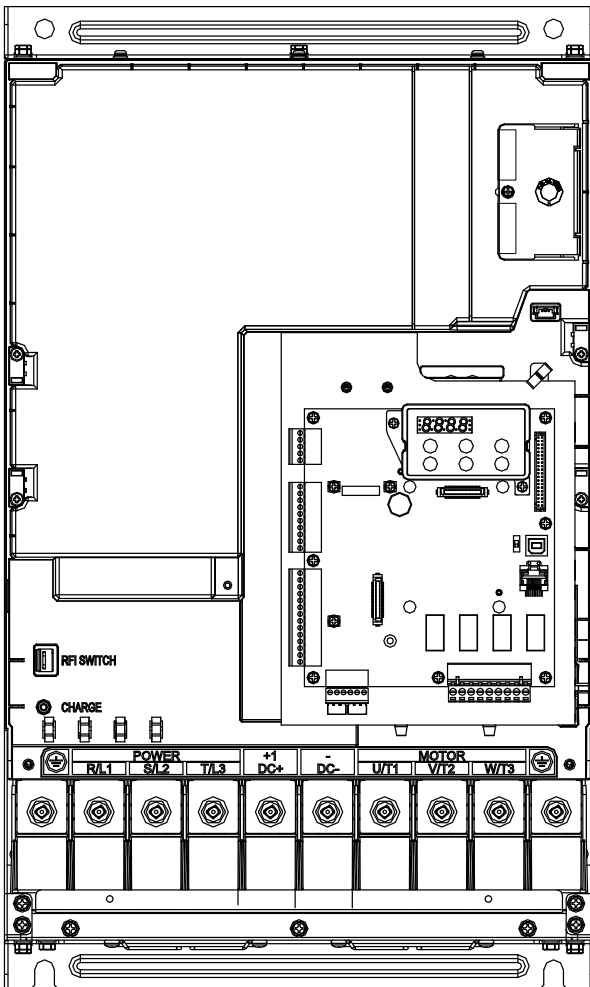 8.8.8.8.
RFI SWITCH
CHARGE
POWER +1 - MOTOR
R/L1 S/L2 T/L3 DC+ DC- U/T1 V/T2 W/T3